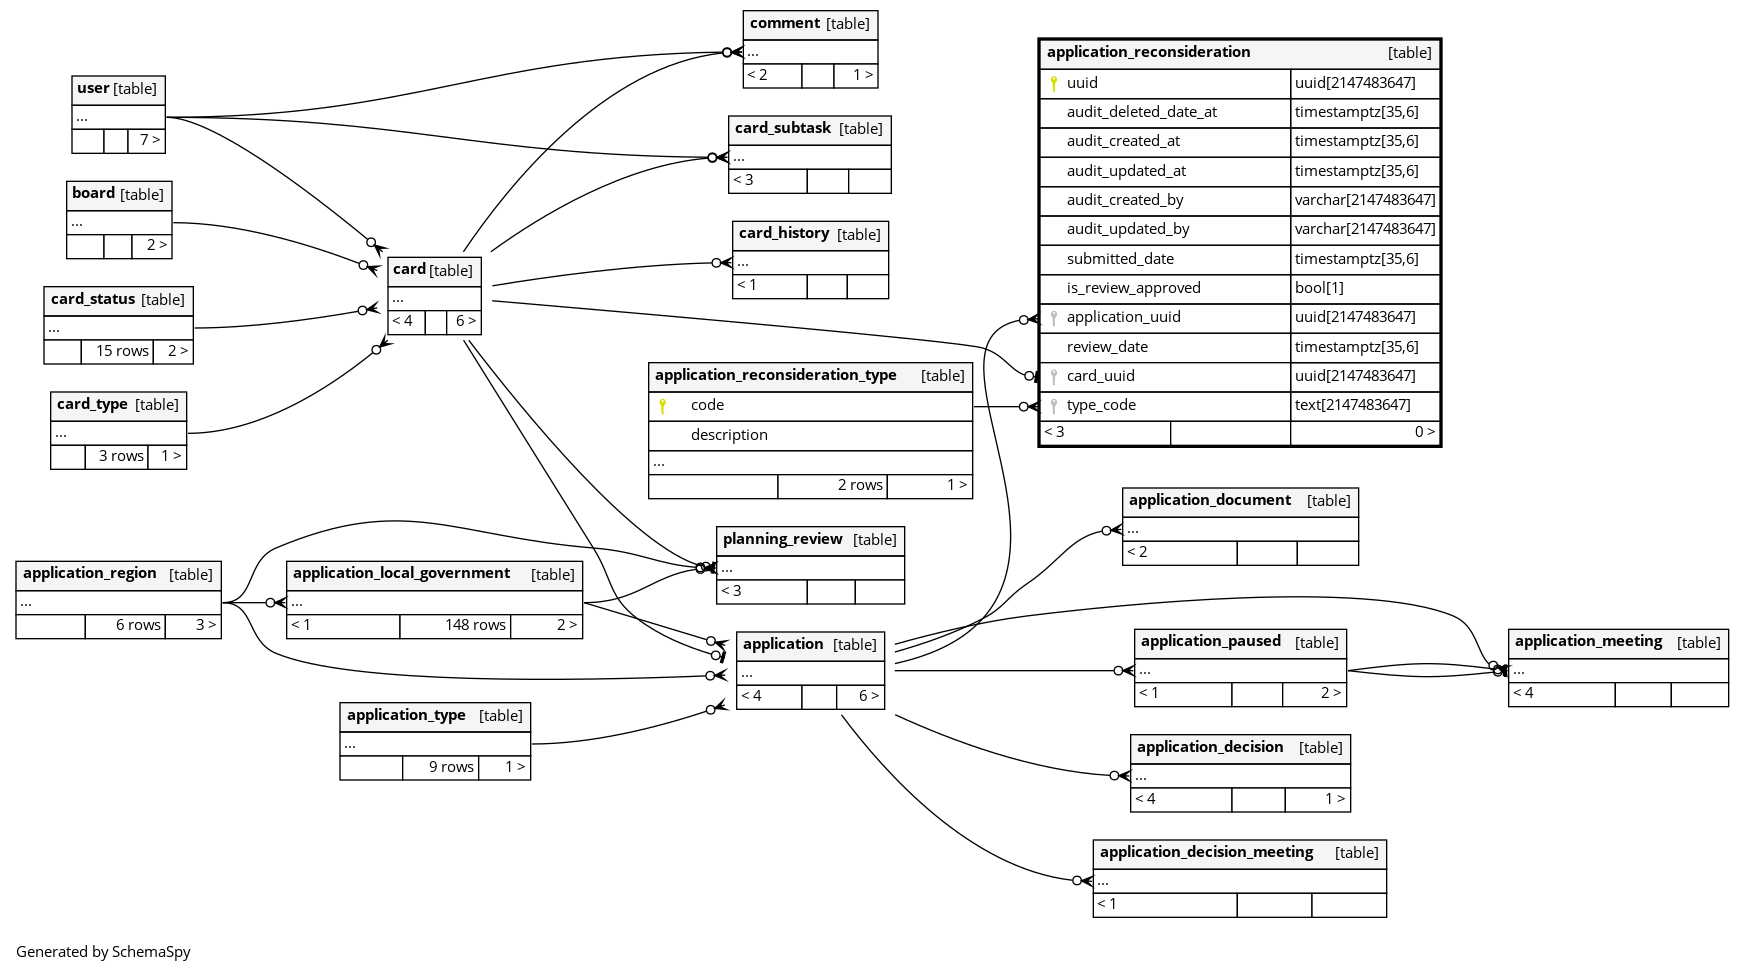 comment [table]
...
< 2 1 >
user [table]
...
7 >
card_subtask [table]
...
< 3
board [table]
...
2 >
card_history [table]
...
< 1
card [table]
...
< 4 6 >
card_status [table]
...
15 rows 2 >
card_type [table]
...
3 rows 1 >
application_reconsideration [table]
uuid uuid[2147483647]
audit_deleted_date_at timestamptz[35,6]
audit_created_at timestamptz[35,6]
audit_updated_at timestamptz[35,6]
audit_created_by varchar[2147483647]
audit_updated_by varchar[2147483647]
submitted_date timestamptz[35,6]
is_review_approved bool[1]
application_uuid uuid[2147483647]
review_date timestamptz[35,6]
card_uuid uuid[2147483647]
type_code text[2147483647]
< 3 0 >
application_reconsideration_type [table]
code
description
...
2 rows 1 >
application_document [table]
...
< 2
planning_review [table]
...
< 3
application_region [table]
...
6 rows 3 >
application_local_government [table]
...
< 1 148 rows 2 >
application [table]
...
< 4 6 >
application_paused [table]
...
< 1 2 >
application_meeting [table]
...
< 4
application_type [table]
...
9 rows 1 >
application_decision [table]
...
< 4 1 >
application_decision_meeting [table]
...
< 1
Generated by SchemaSpy